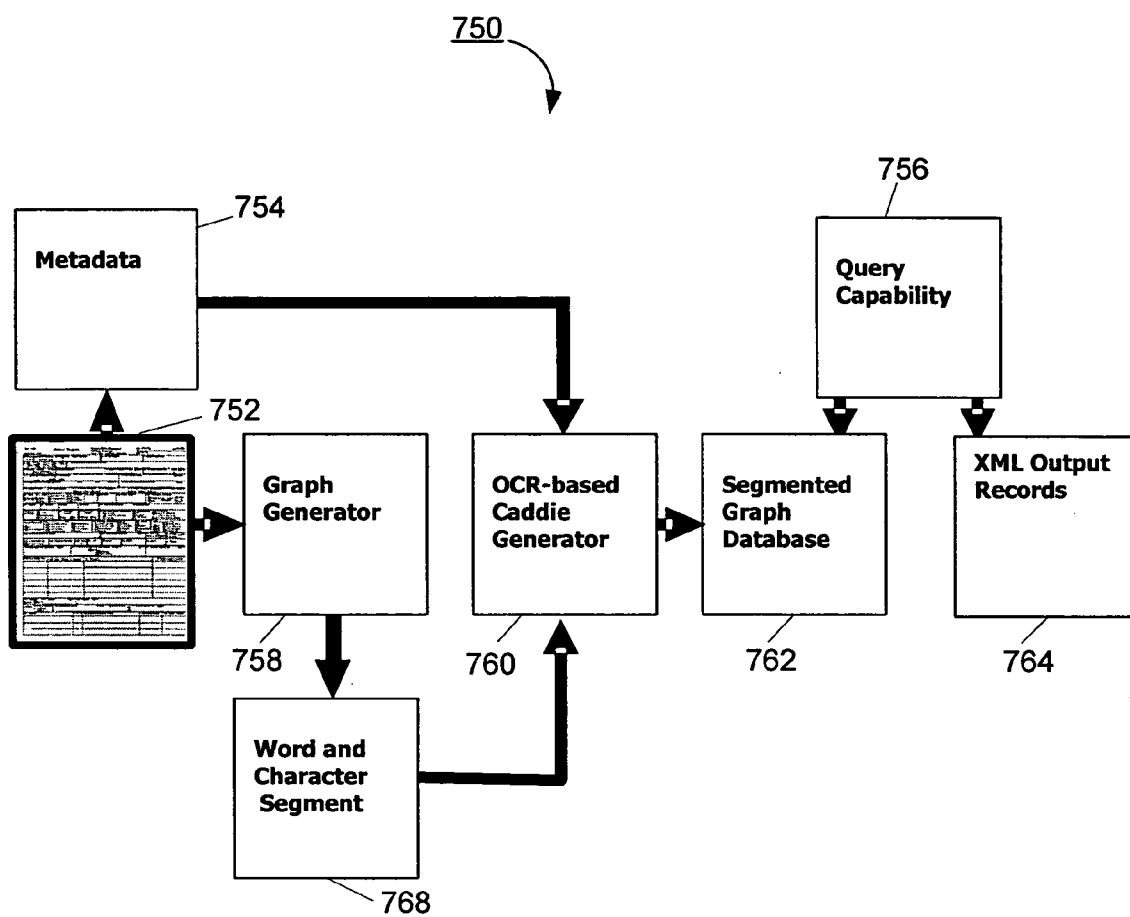 750
756
754
Metadata
Query
Capability
752
Graph
Generator
OCR-based
Caddie
Generator
Segmented
Graph
Database
XML Output
Records
758
760
762
764
Word and
Character
Segment
768